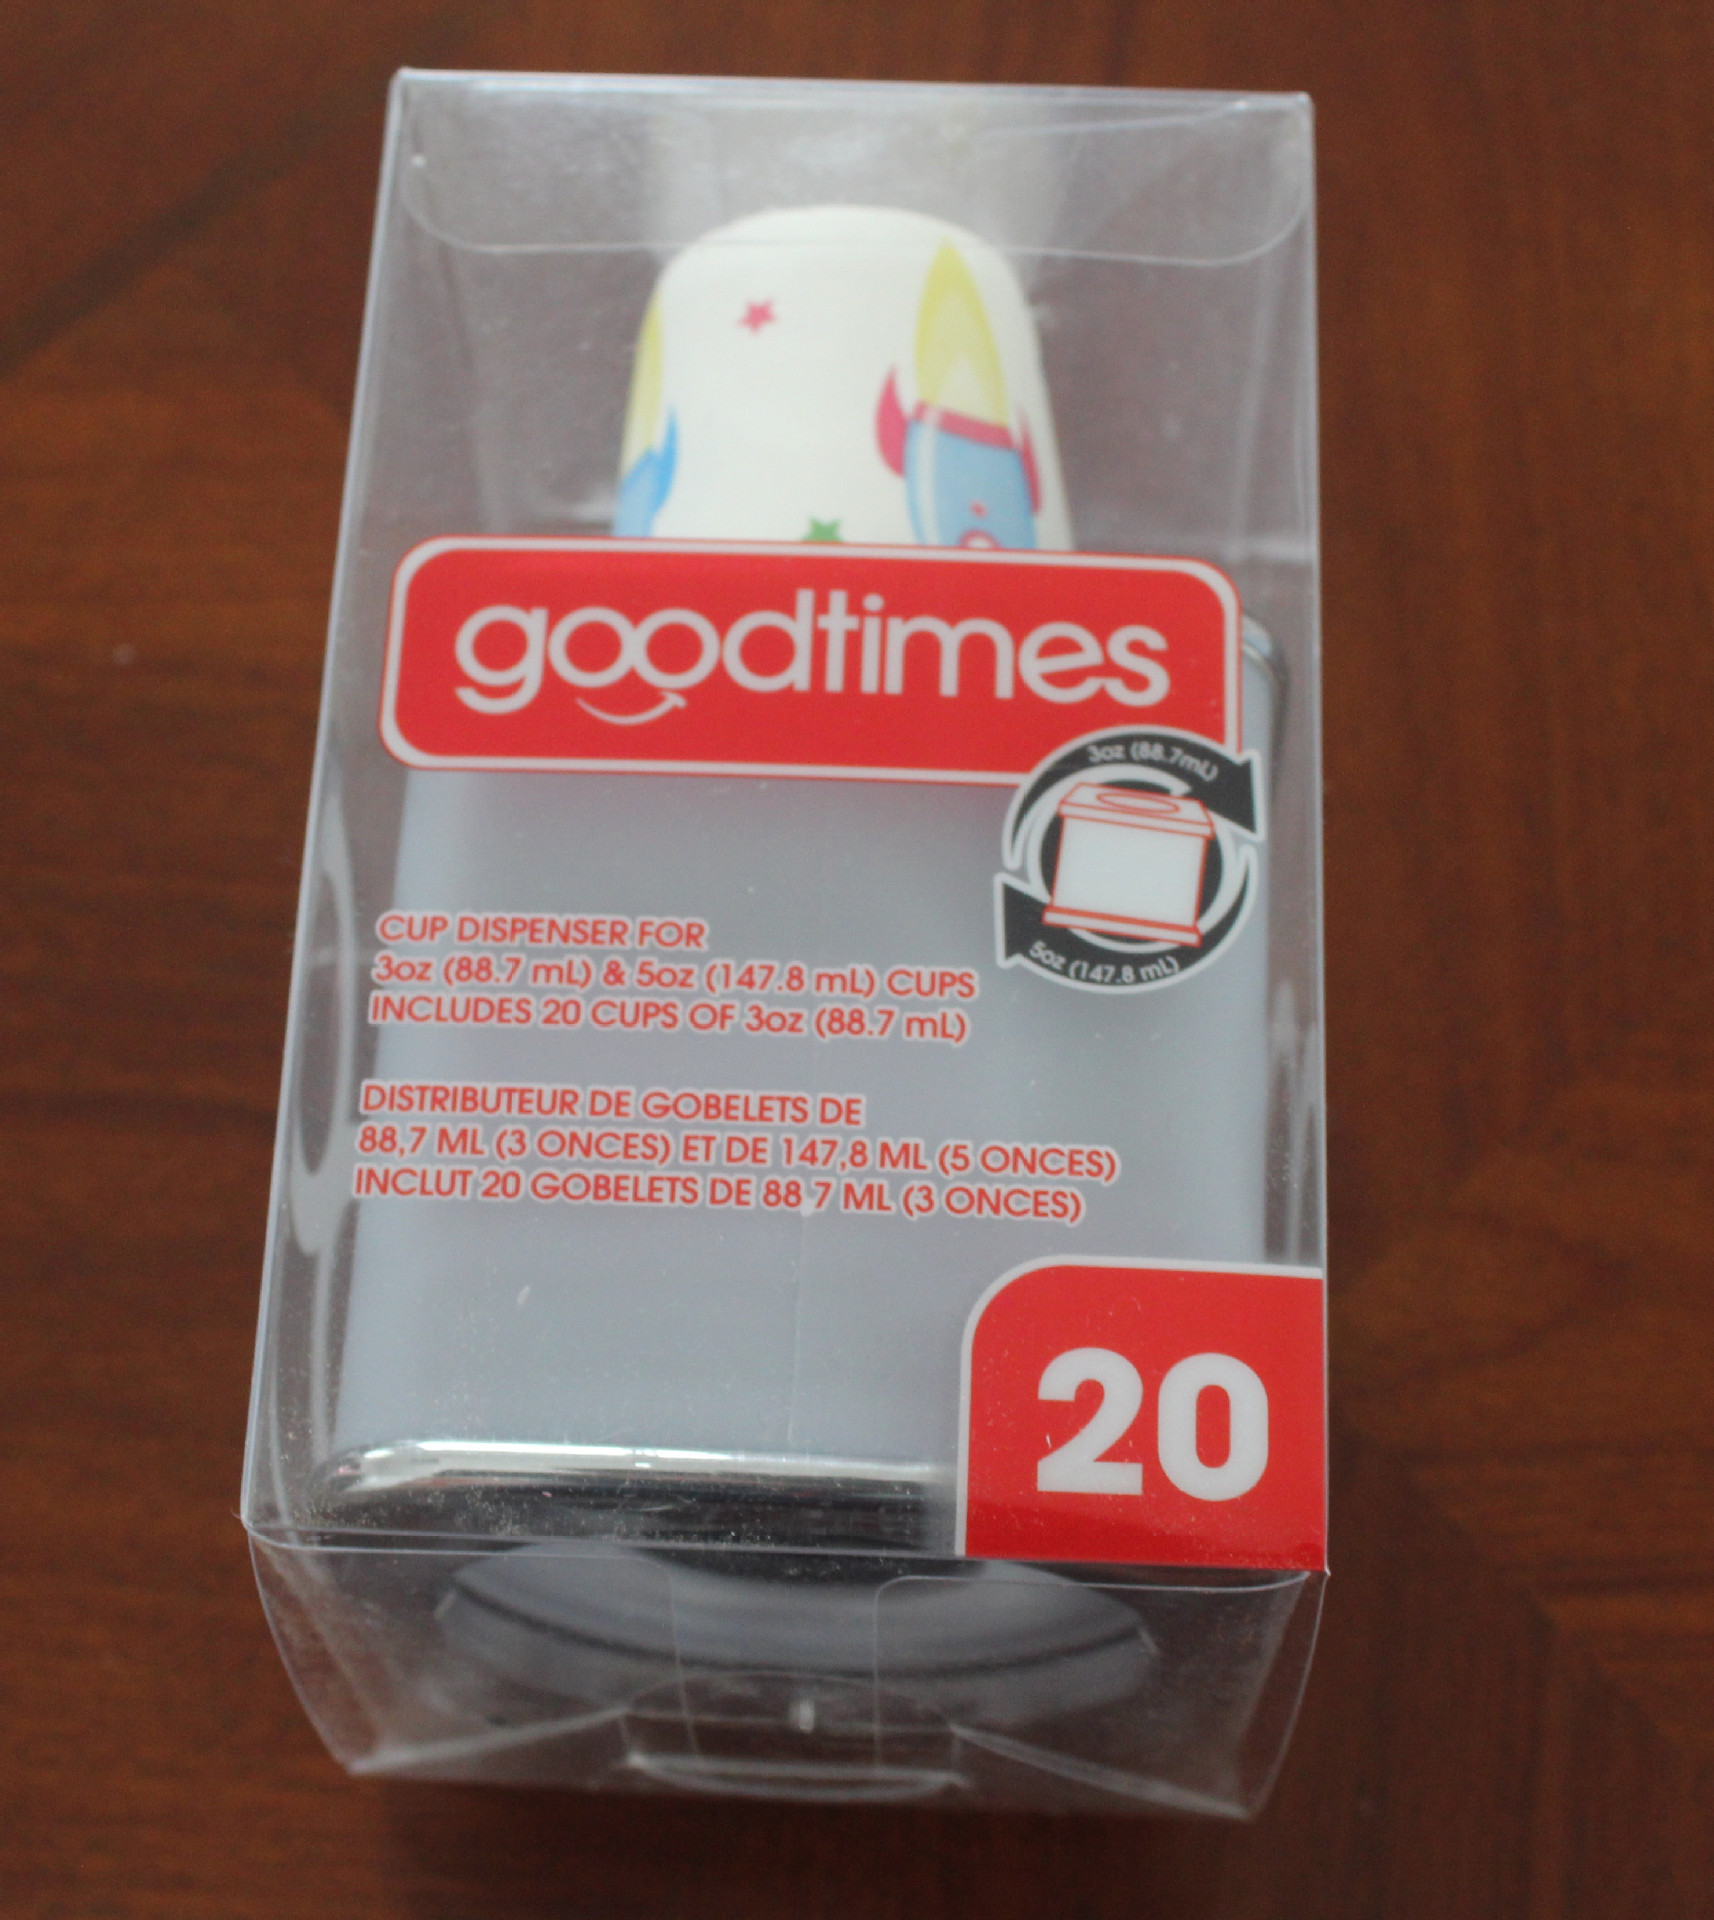 goodtimes
3oz (88.7mL)
5oz (147.8 mL)
CUP DISPENSER FOR
3oz (88.7 mL) & 5oz (147.8 mL) CUPS
INCLUDES 20 CUPS OF 3oz (88.7 mL)
DISTRIBUTEUR DE GOBELETS DE
88,7 ML (3 ONCES) ET DE 147,8 ML (5 ONCES)
INCLUT 20 GOBELETS DE 88 7 ML (3 ONCES)
20